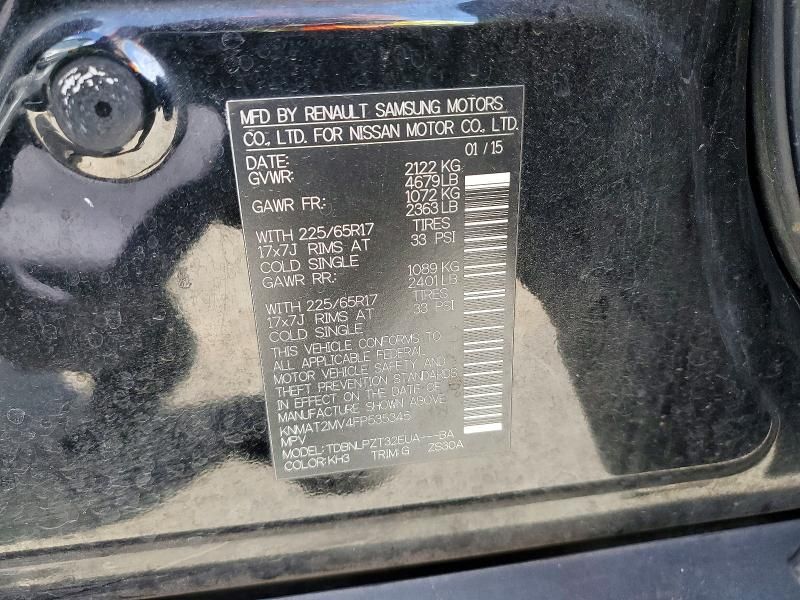 MFD BY RENAULT SAMSUNG MOTORS
CO., LTD. FOR NISSAN MOTOR CO., LTD.
DATE: 01 / 15
GVWR: 2122 KG
4679LB
GAWR FR: 1072 KG
2363 LB
WITH 225/65R17 TIRES
17x7J RIMS AT 33 PSI
COLD SINGLE
GAWR RR: 1089 KG
2401 LB
WITH 225/65R17 TIRES
17x7J RIMS AT 33 PSI
COLD SINGLE
THIS VEHICLE CONFORMS TO
ALL APPLICABLE FEDERAL
MOTOR VEHICLE SAFETY AND
THEFT PREVENTION STANDARDS
IN EFFECT ON THE DATE OF
MANUFACTURE SHOWN ABOVE
KNMAT2MV4FP535345
MPV
MODEL: TDBNLPZT32EUA---BA
COLOR: KH3 TRIM: G ZS30A